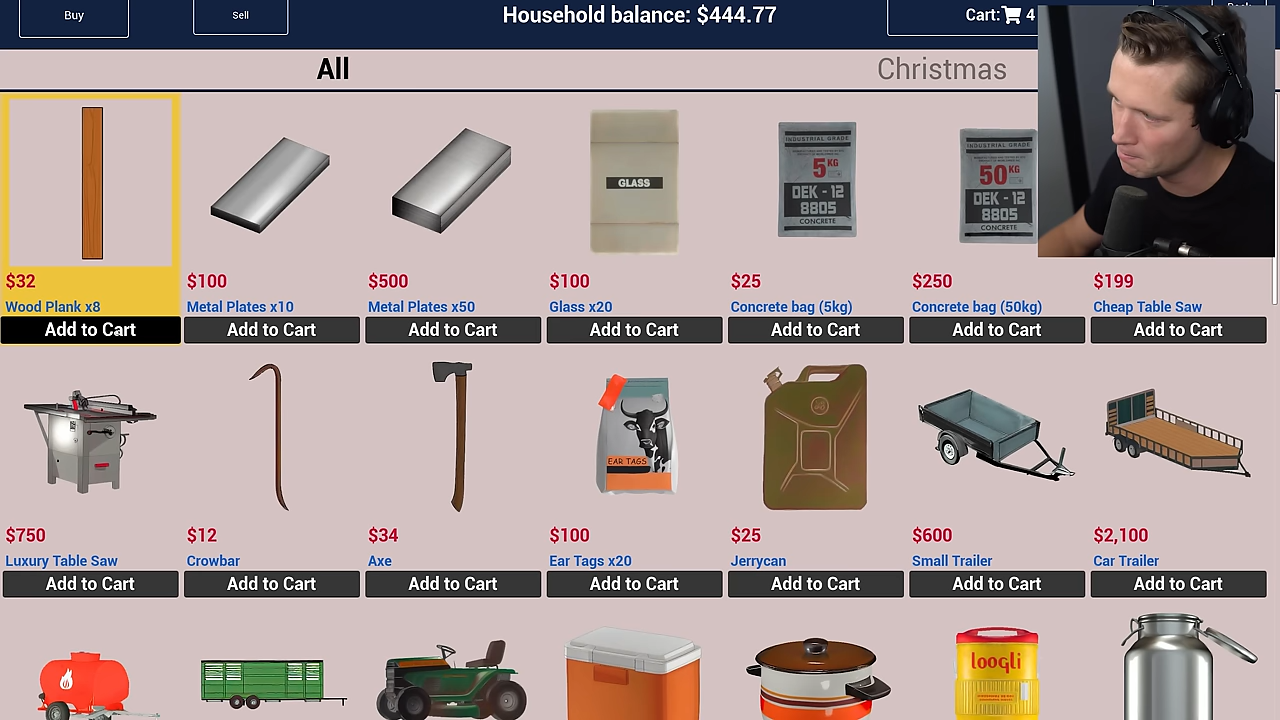 Buy
Sell
Household balance: $444.77
Cart: 4
All
Christmas
GLASS
INDUSTRIAL GRADE
5 KG
DEK - 12
8805
CONCRETE
INDUSTRIAL GRADE
50 KG
DEK - 12
8805
CONCRETE
$32
$100
$500
$100
$25
$250
$199
Wood Plank x8
Metal Plates x10
Metal Plates x50
Glass x20
Concrete bag (5kg)
Concrete bag (50kg)
Cheap Table Saw
Add to Cart
Add to Cart
Add to Cart
Add to Cart
Add to Cart
Add to Cart
Add to Cart
EAR TAGS
$750
$12
$34
$100
$25
$600
$2,100
Luxury Table Saw
Crowbar
Axe
Ear Tags x20
Jerrycan
Small Trailer
Car Trailer
Add to Cart
Add to Cart
Add to Cart
Add to Cart
Add to Cart
Add to Cart
Add to Cart
looqli